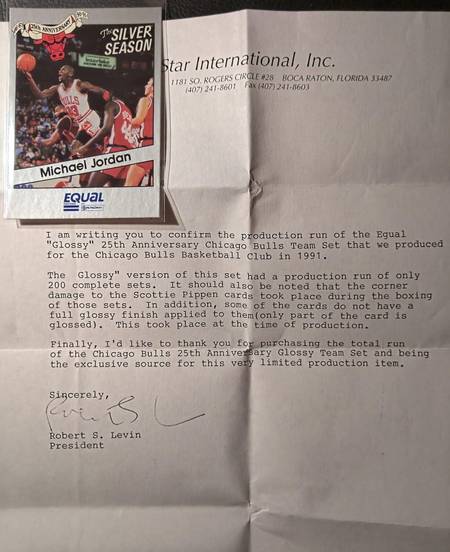 25th ANNIVERSARY
The SILVER SEASON
BULLS
23
Michael Jordan
EQUAL
Star International, Inc.
1181 SO. ROGERS CIRCLE #28 BOCA RATON, FLORIDA 33487
(407) 241-8601 Fax (407) 241-8603
I am writing you to confirm the production run of the Equal
"Glossy" 25th Anniversary Chicago Bulls Team Set that we produced
for the Chicago Bulls Basketball Club in 1991.
The Glossy" version of this set had a production run of only
200 complete sets. It should also be noted that the corner
damage to the Scottie Pippen cards took place during the boxing
of those sets. In addition, some of the cards do not have a
full glossy finish applied to them(only part of the card is
glossed). This took place at the time of production.
Finally, I'd like to thank you for purchasing the total run
of the Chicago Bulls 25th Anniversary Glossy Team Set and being
the exclusive source for this very limited production item.
Sincerely,
Robert S. Levin
President